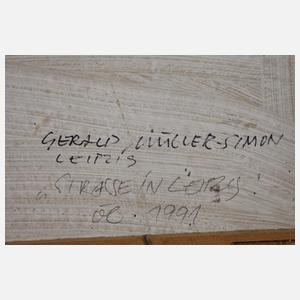 GERALD MÜLLER-SIMON
LEIPZIG
„STRASSE IN LEIPZIG"
ÖL · 1991